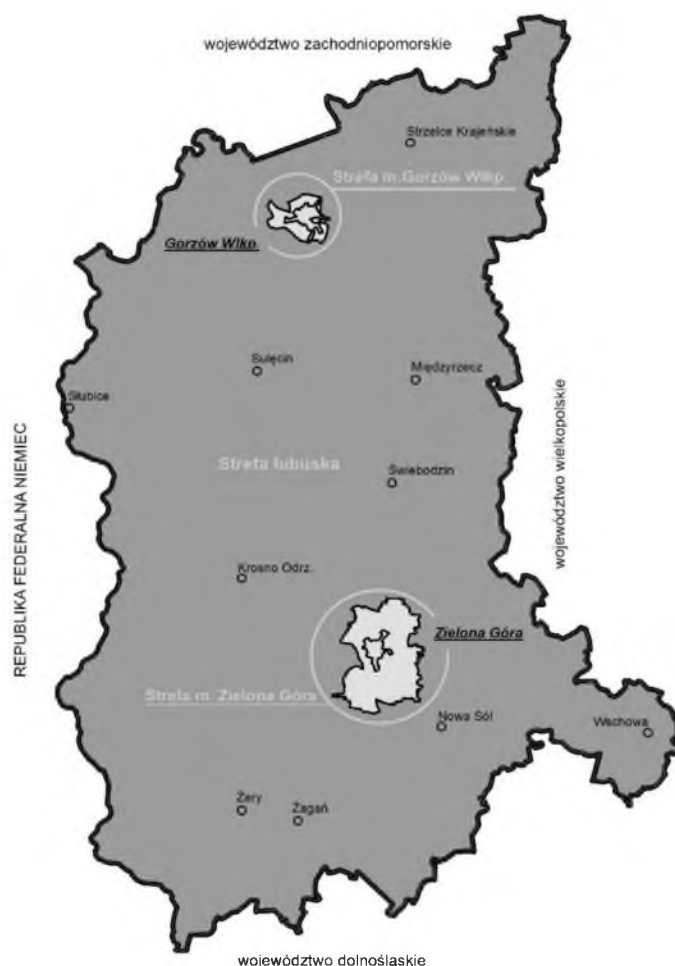 województwo zachodniopomorskie
Strzelce Krajeńskie
Strefa m.Gorzów Wlkp.
Gorzów Wlkp.
Sulęcin
Międzyrzecz
Słubice
REPUBLIKA FEDERALNA NIEMIEC
województwo wielkopolskie
Strefa lubuska
Świebodzin
Krosno Odrz.
Zielona Góra
Strefa m. Zielona Góra
Nowa Sól
Wschowa
Żary
Żagań
województwo dolnośląskie